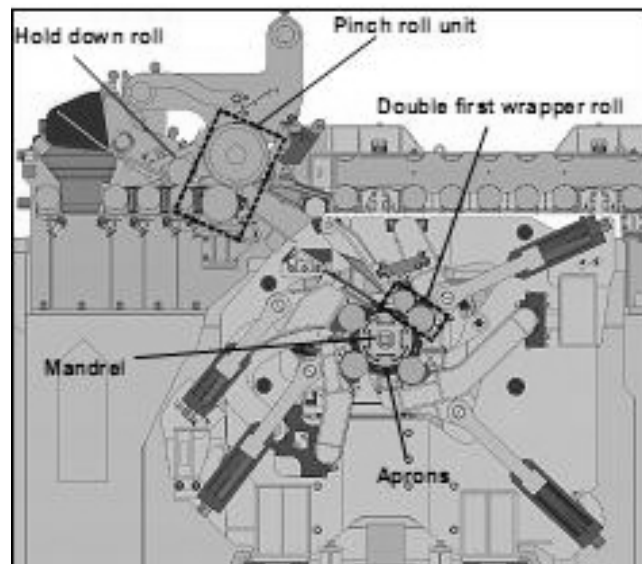 Pinch roll unit
Hold down roll
Double first wrapper roll
Mandrel
Aprons